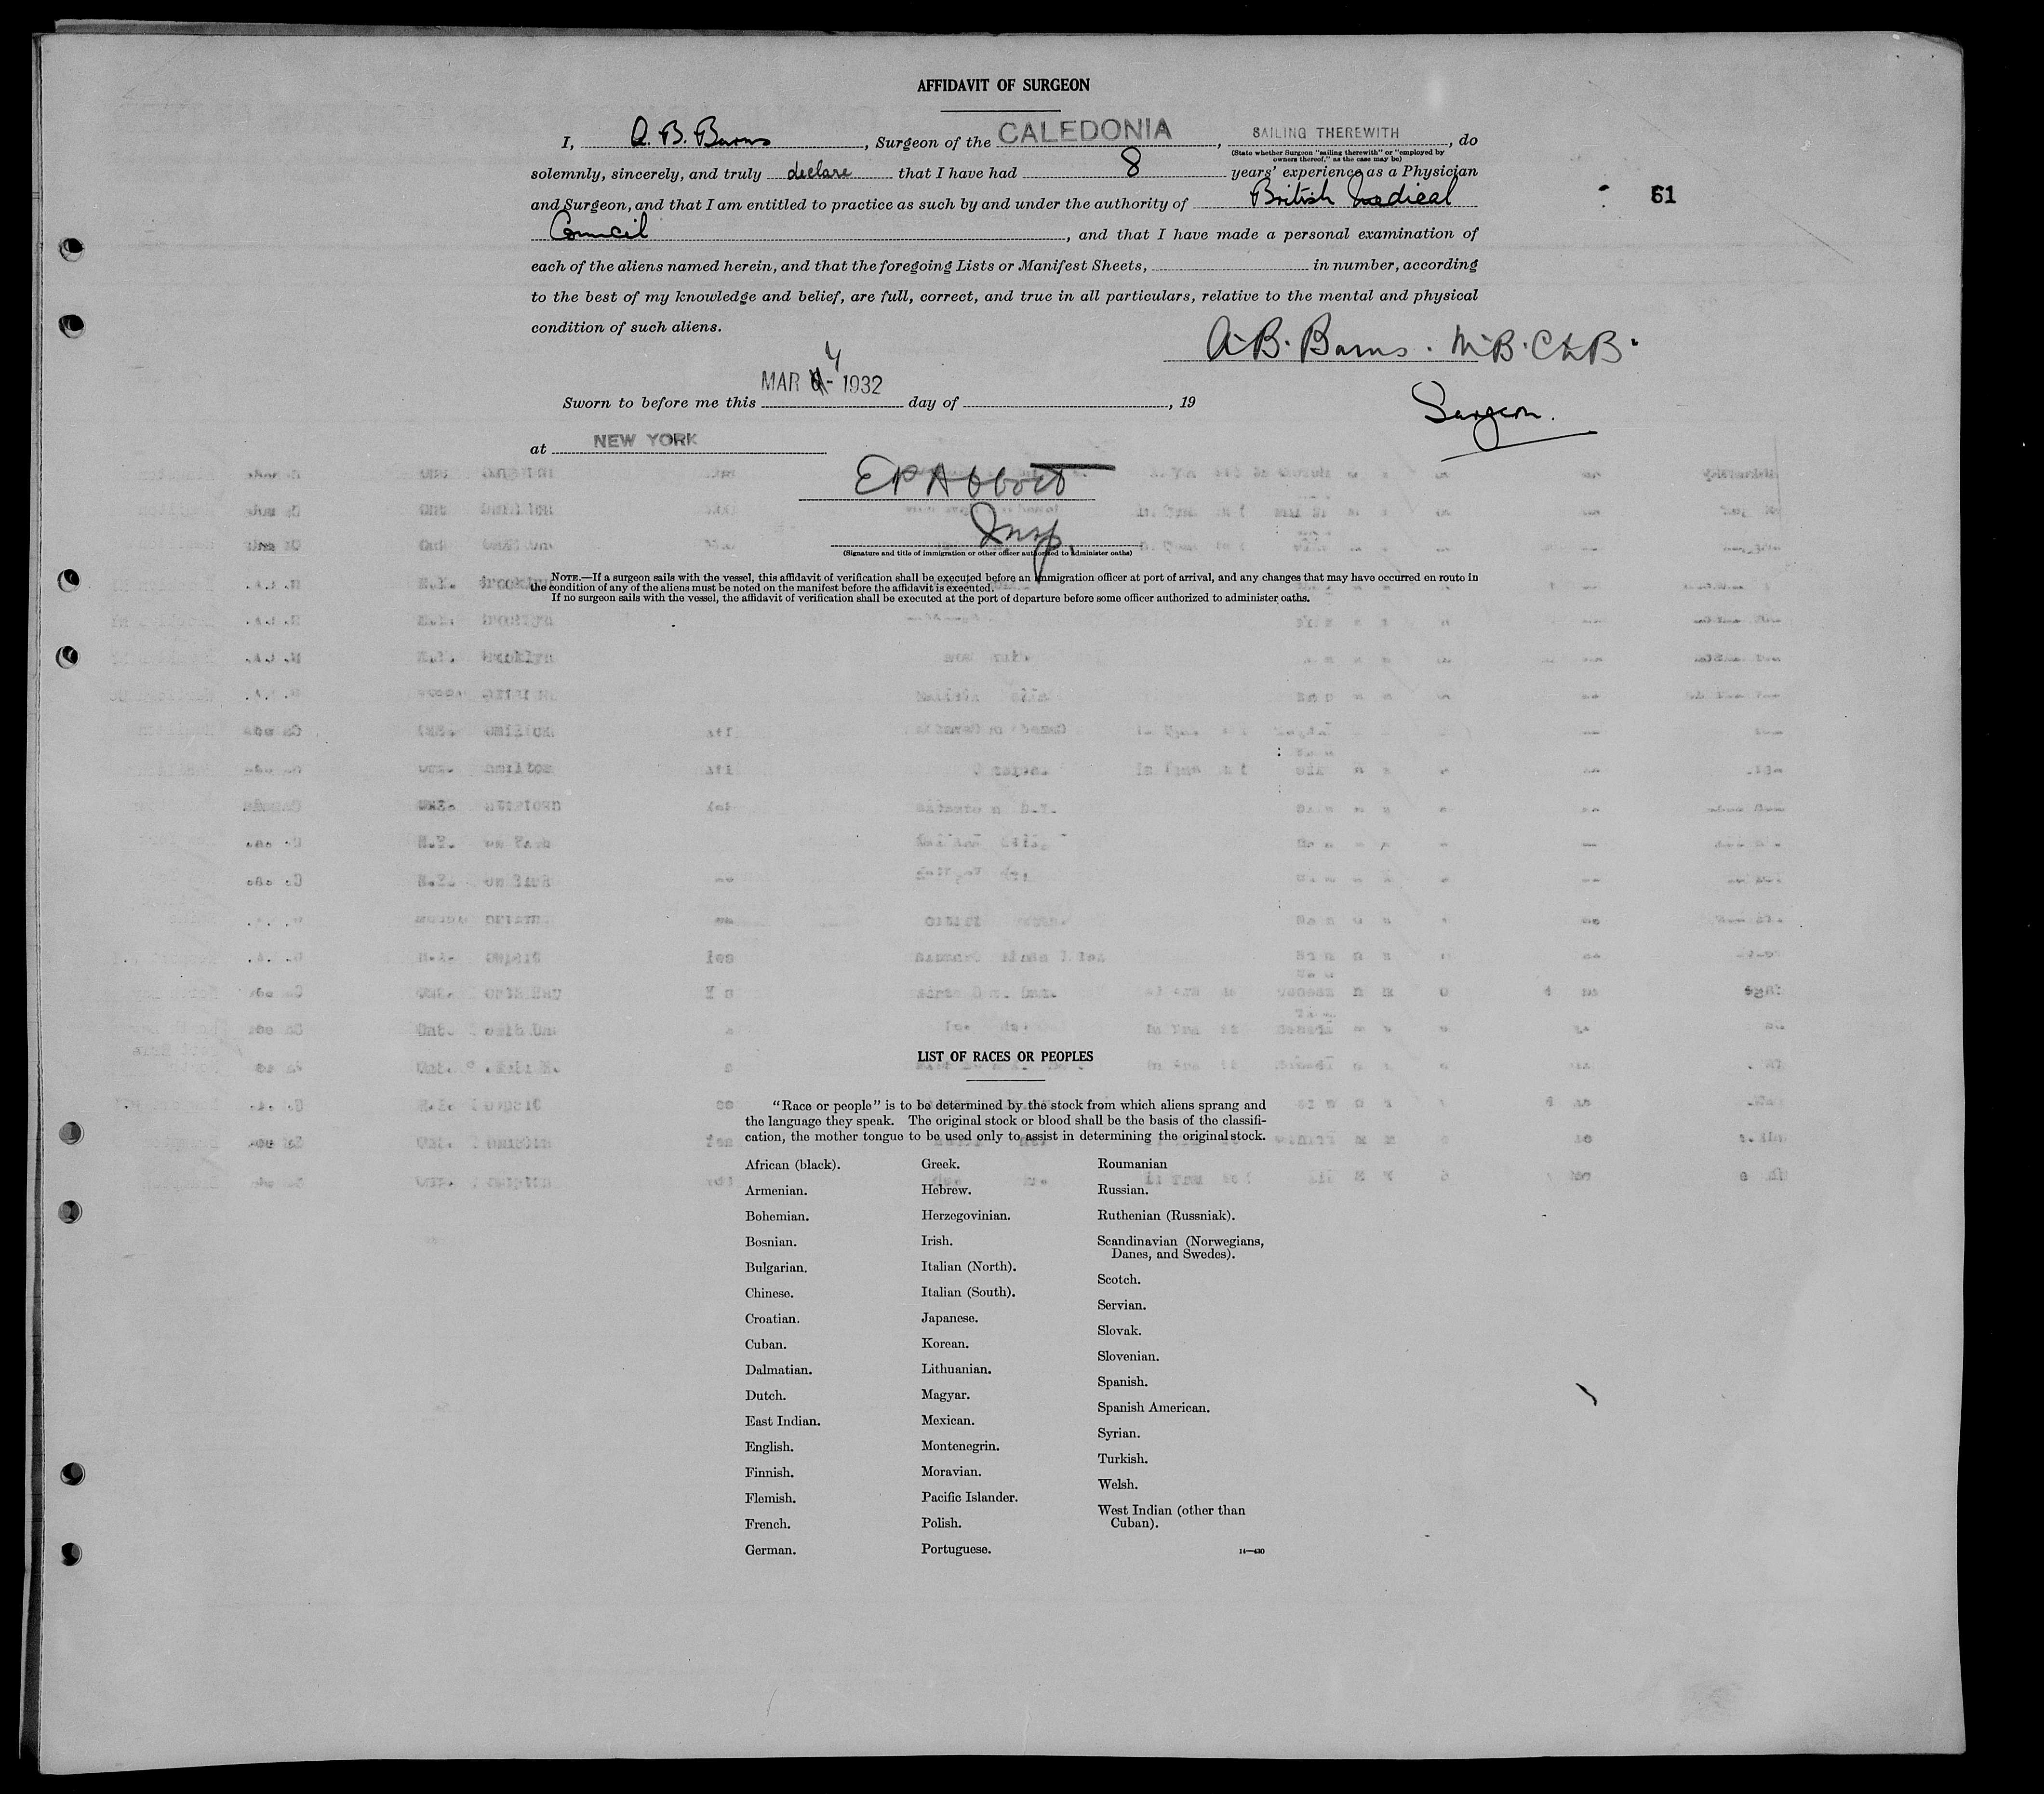 AFFIDAVIT OF SURGEON
I, A. B. Barns, Surgeon of the CALEDONIA, SAILING THEREWITH, do
(State whether Surgeon "sailing therewith" or "employed by
owners thereof," as the case may be)
solemnly, sincerely, and truly declare that I have had 8 years' experience as a Physician
and Surgeon, and that I am entitled to practice as such by and under the authority of British Medical
61
Council, and that I have made a personal examination of
each of the aliens named herein, and that the foregoing Lists or Manifest Sheets, in number, according
to the best of my knowledge and belief, are full, correct, and true in all particulars, relative to the mental and physical
condition of such aliens.
A. B. Barns. M.B. Ch.B.
Surgeon.
MAR 1932
Sworn to before me this day of , 19
at NEW YORK
E P Abbott
Insp.
(Signature and title of immigration or other officer authorized to administer oaths)
NOTE.—If a surgeon sails with the vessel, this affidavit of verification shall be executed before an immigration officer at port of arrival, and any changes that may have occurred en route in
the condition of any of the aliens must be noted on the manifest before the affidavit is executed.
If no surgeon sails with the vessel, the affidavit of verification shall be executed at the port of departure before some officer authorized to administer oaths.
LIST OF RACES OR PEOPLES
"Race or people" is to be determined by the stock from which aliens sprang and
the language they speak. The original stock or blood shall be the basis of the classifi-
cation, the mother tongue to be used only to assist in determining the original stock.
African (black).
Armenian.
Bohemian.
Bosnian.
Bulgarian.
Chinese.
Croatian.
Cuban.
Dalmatian.
Dutch.
East Indian.
English.
Finnish.
Flemish.
French.
German.
Greek.
Hebrew.
Herzegovinian.
Irish.
Italian (North).
Italian (South).
Japanese.
Korean.
Lithuanian.
Magyar.
Mexican.
Montenegrin.
Moravian.
Pacific Islander.
Polish.
Portuguese.
Roumanian
Russian.
Ruthenian (Russniak).
Scandinavian (Norwegians,
Danes, and Swedes).
Scotch.
Servian.
Slovak.
Slovenian.
Spanish.
Spanish American.
Syrian.
Turkish.
Welsh.
West Indian (other than
Cuban).
14—430